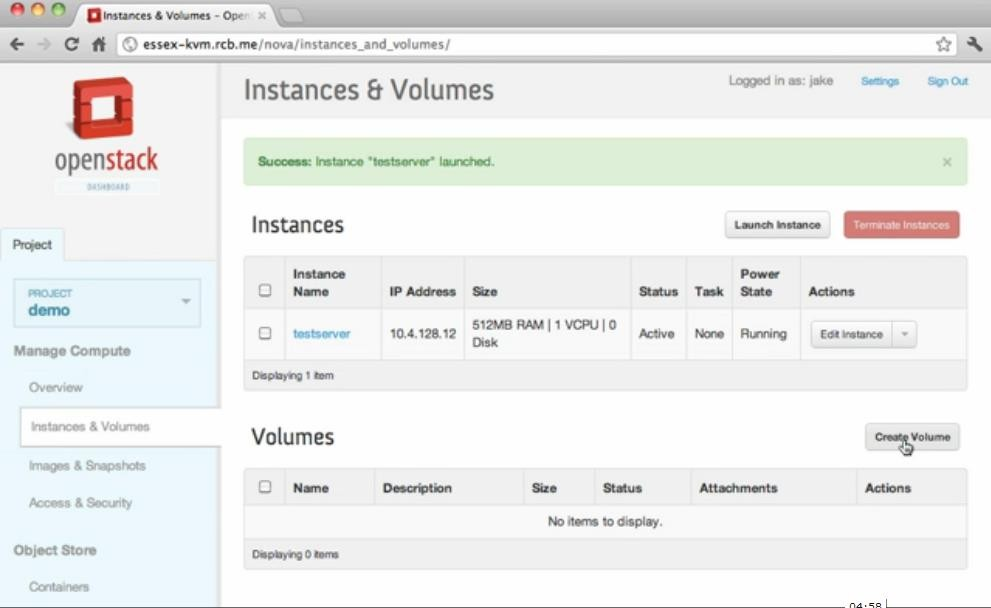 Instances & Volumes - Open
essex-kvm.rcb.me/nova/instances_and_volumes/
openstack
DASHBOARD
Instances & Volumes
Logged in as: jake
Settings
Sign Out
Success: Instance "testserver" launched.
×
Project
PROJECT
demo
Manage Compute
Overview
Instances & Volumes
Images & Snapshots
Access & Security
Object Store
Containers
Instances
Launch Instance
Terminate Instances
Instance Name IP Address Size Status Task Power State Actions
testserver 10.4.128.12 512MB RAM | 1 VCPU | 0 Disk Active None Running Edit Instance
Displaying 1 item
Volumes
Create Volume
Name Description Size Status Attachments Actions
No items to display.
Displaying 0 items
04:58